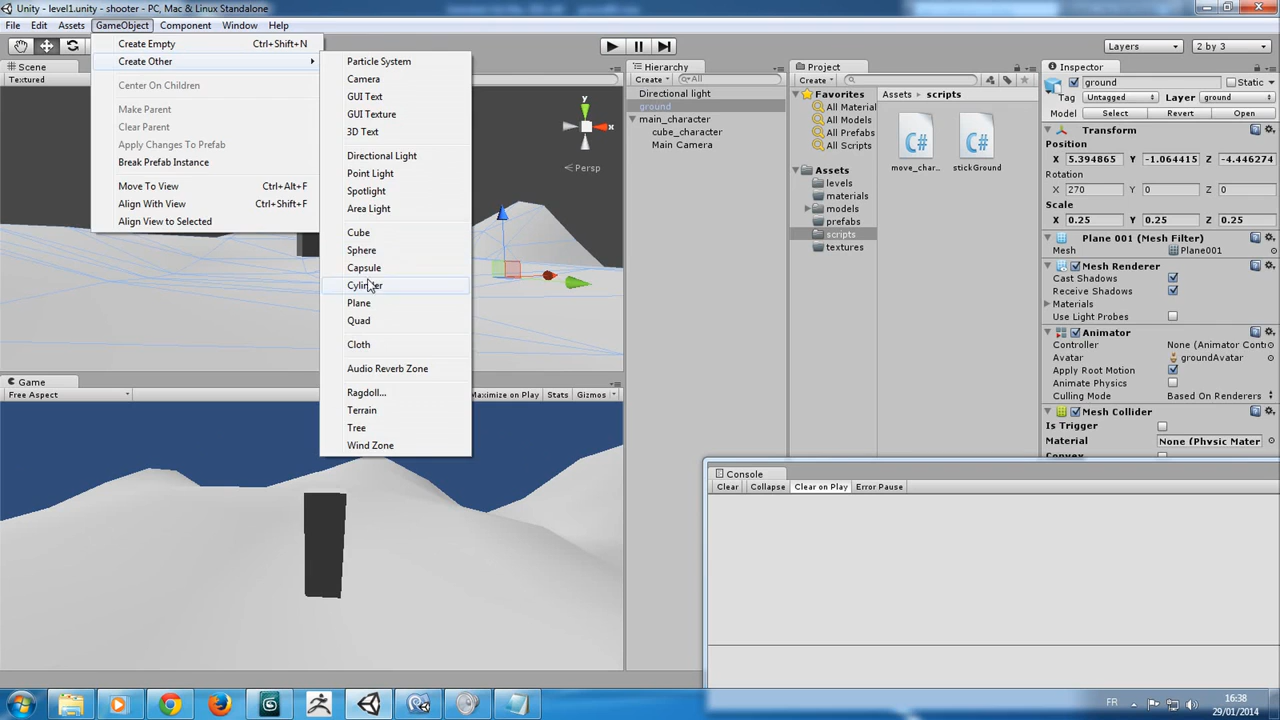 Unity - level1.unity - shooter - PC, Mac & Linux Standalone
File Edit Assets GameObject Component Window Help
Layers 2 by 3
Scene
Textured
Create Empty Ctrl+Shift+N
Create Other
Center On Children
Make Parent
Clear Parent
Apply Changes To Prefab
Break Prefab Instance
Move To View Ctrl+Alt+F
Align With View Ctrl+Shift+F
Align View to Selected
Particle System
Camera
GUI Text
GUI Texture
3D Text
Directional Light
Point Light
Spotlight
Area Light
Cube
Sphere
Capsule
Cylinder
Plane
Quad
Cloth
Audio Reverb Zone
Ragdoll...
Terrain
Tree
Wind Zone
y
x
Persp
Game
Free Aspect
Maximize on Play Stats Gizmos
Hierarchy
Create All
Directional light
ground
main_character
cube_character
Main Camera
Project
Create
Favorites
All Material
All Models
All Prefabs
All Scripts
Assets
levels
materials
models
prefabs
scripts
textures
Assets scripts
C# C#
move_char... stickGround
Inspector
ground Static
Tag Untagged Layer ground
Model Select Revert Open
Transform
Position
X 5.394865 Y -1.064415 Z -4.446274
Rotation
X 270 Y 0 Z 0
Scale
X 0.25 Y 0.25 Z 0.25
Plane 001 (Mesh Filter)
Mesh Plane001
Mesh Renderer
Cast Shadows
Receive Shadows
Materials
Use Light Probes
Animator
Controller None (Animator Contro
Avatar groundAvatar
Apply Root Motion
Animate Physics
Culling Mode Based On Renderers
Mesh Collider
Is Trigger
Material None (Physic Mater
Convex
Console
Clear Collapse Clear on Play Error Pause
FR
16:38
29/01/2014